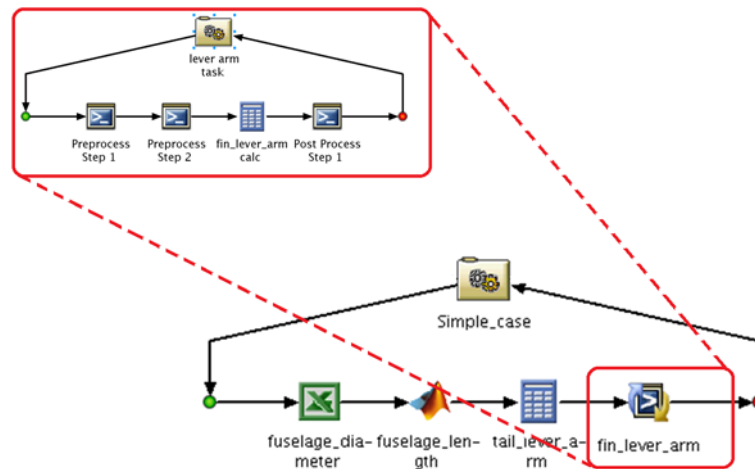 lever arm
task
Preprocess
Step 1
Preprocess
Step 2
fin_lever_arm
calc
Post Process
Step 1
Simple_case
fuselage_dia-
meter
fuselage_len-
gth
tail_lever_a-
rm
fin_lever_arm